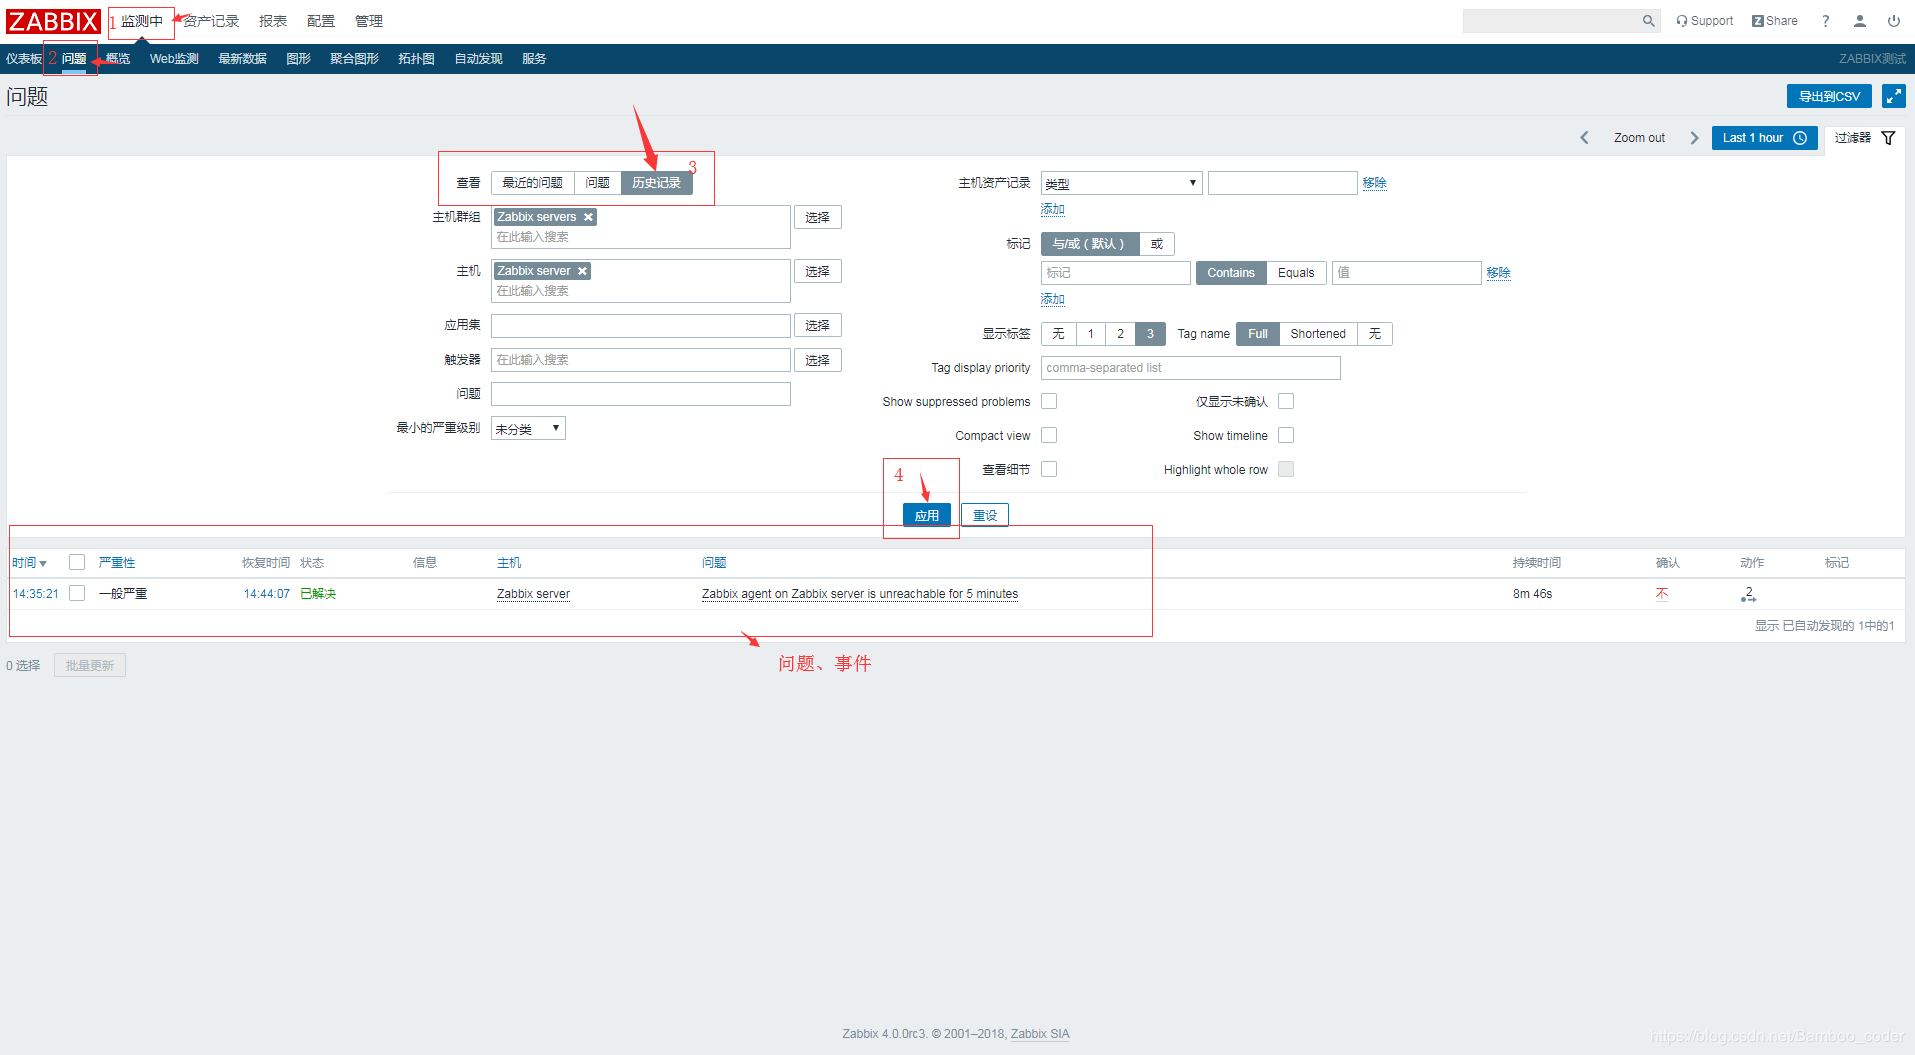 ZABBIX 1 监测中 资产记录 报表 配置 管理 Support Z Share ?
仪表板 2 问题 概览 Web监测 最新数据 图形 聚合图形 拓扑图 自动发现 服务 ZABBIX测试
问题 导出到CSV
Zoom out Last 1 hour 过滤器
3
查看 最近的问题 问题 历史记录
主机群组 Zabbix servers 选择
在此输入搜索
主机 Zabbix server 选择
在此输入搜索
应用集 选择
触发器 在此输入搜索 选择
问题
最小的严重级别 未分类
主机资产记录 类型 移除
添加
标记 与/或 ( 默认 ) 或
标记 Contains Equals 值 移除
添加
显示标签 无 1 2 3 Tag name Full Shortened 无
Tag display priority comma-separated list
Show suppressed problems 仅显示未确认
Compact view Show timeline
查看细节 Highlight whole row
4
应用 重设
时间 严重性 恢复时间 状态 信息 主机 问题 持续时间 确认 动作 标记
14:35:21 一般严重 14:44:07 已解决 Zabbix server Zabbix agent on Zabbix server is unreachable for 5 minutes 8m 46s 不 2
显示 已自动发现的 1中的1
0 选择 批量更新
问题、事件
Zabbix 4.0.0rc3. © 2001–2018, Zabbix SIA
https://blog.csdn.net/Bamboo_coder